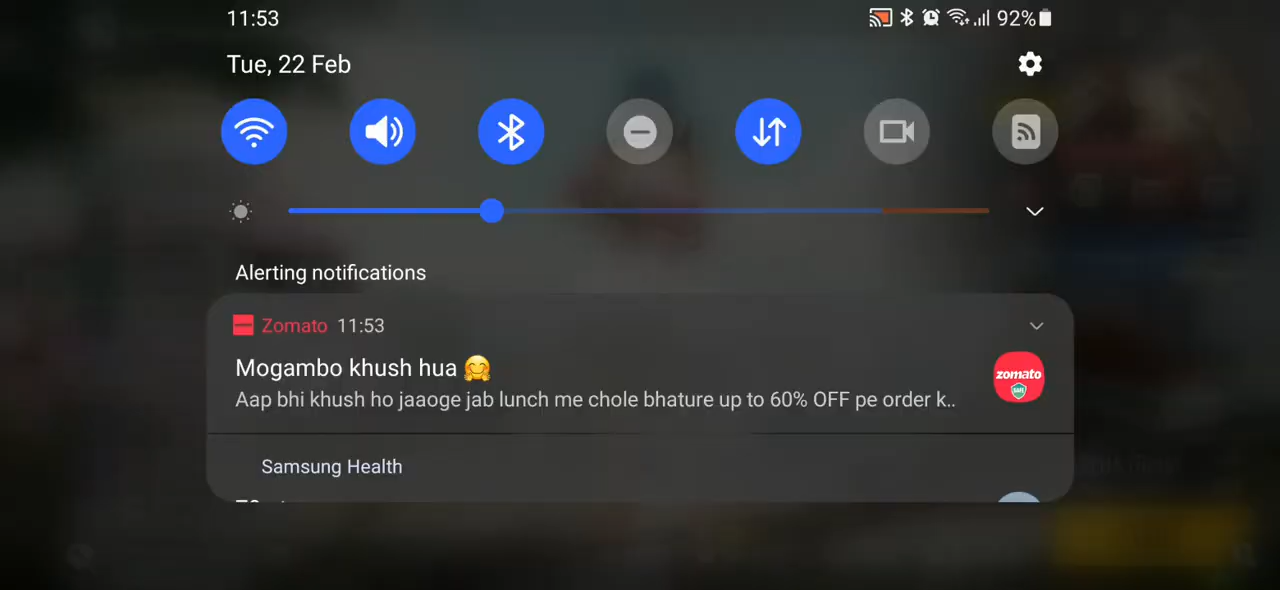 11:53
92%
Tue, 22 Feb
Alerting notifications
Zomato 11:53
Mogambo khush hua 🤗
Aap bhi khush ho jaaoge jab lunch me chole bhature up to 60% OFF pe order k..
zomato
Samsung Health